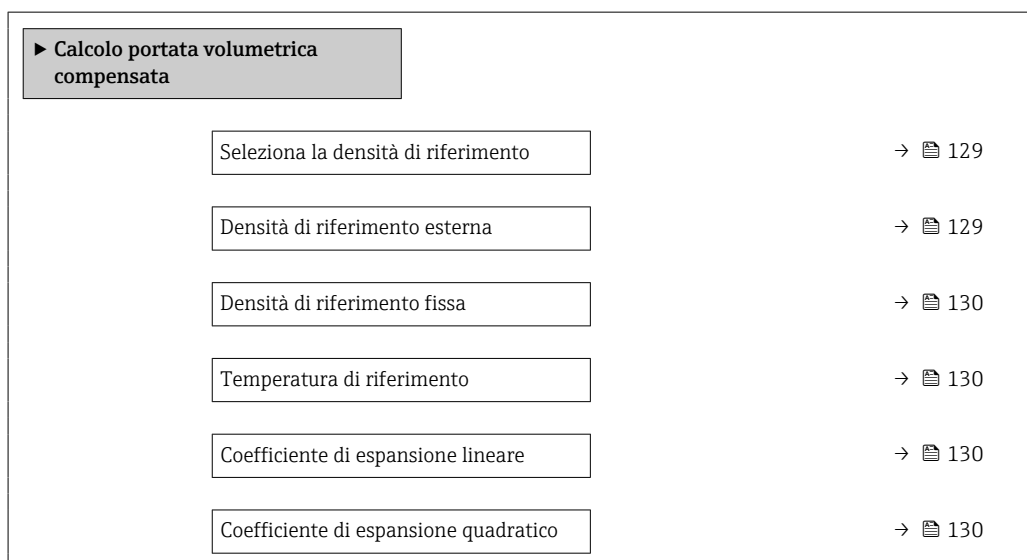 ▶ Calcolo portata volumetrica
compensata
Seleziona la densità di riferimento → 129
Densità di riferimento esterna → 129
Densità di riferimento fissa → 130
Temperatura di riferimento → 130
Coefficiente di espansione lineare → 130
Coefficiente di espansione quadratico → 130